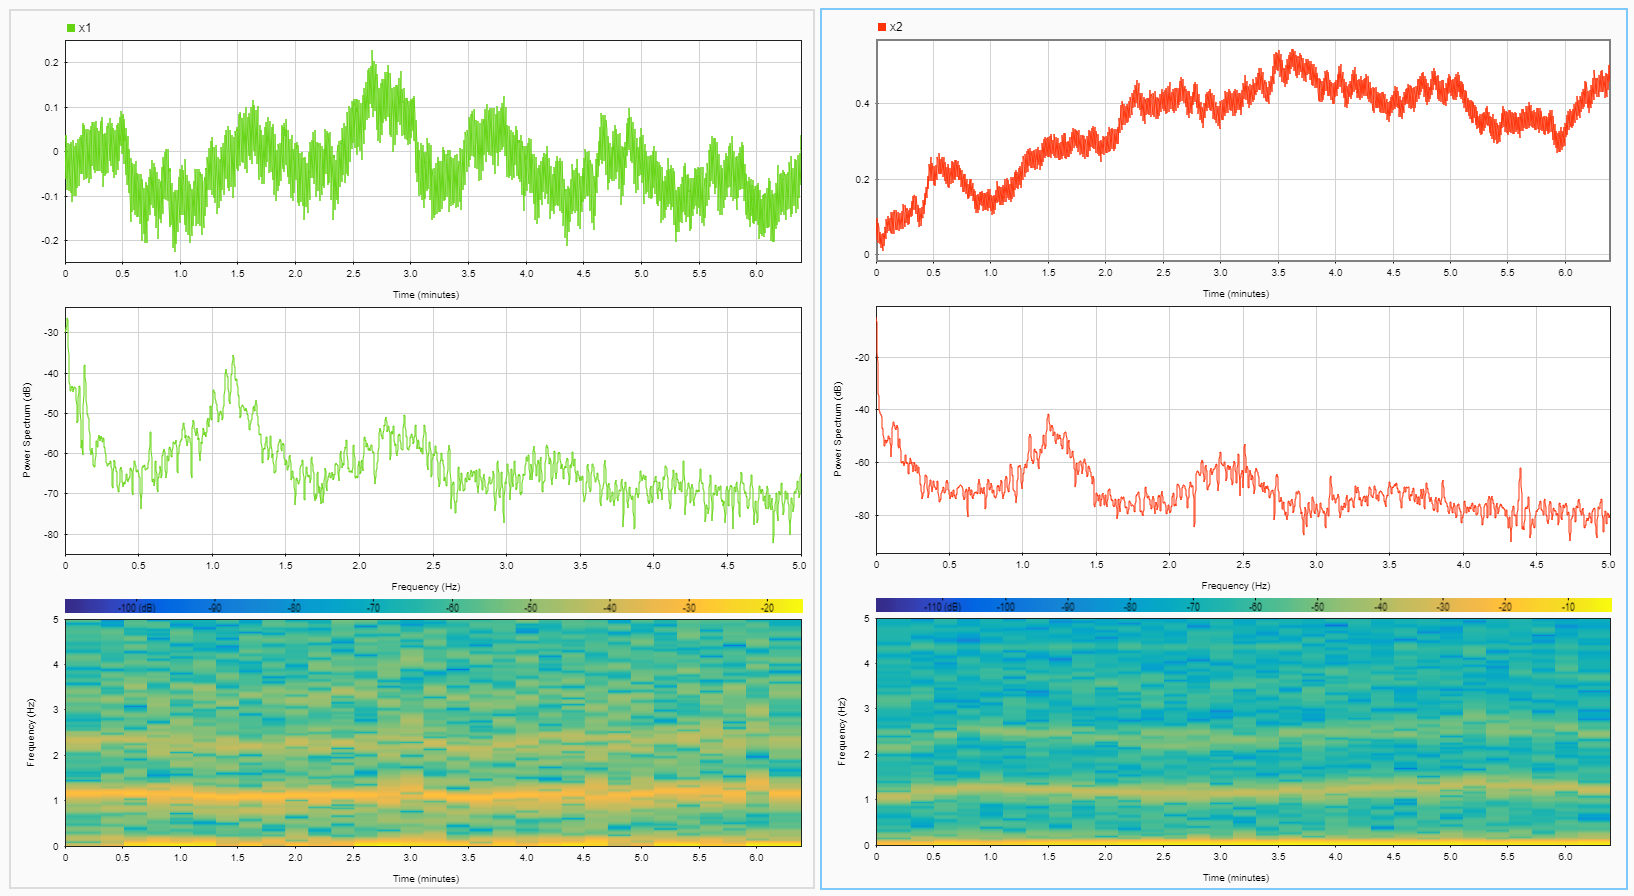 x1
0.2
0.1
0
-0.1
-0.2
0 0.5 1.0 1.5 2.0 2.5 3.0 3.5 4.0 4.5 5.0 5.5 6.0
Time (minutes)
Power Spectrum (dB)
-30
-40
-50
-60
-70
-80
0 0.5 1.0 1.5 2.0 2.5 3.0 3.5 4.0 4.5 5.0
Frequency (Hz)
-100 (dB) -90 -80 -70 -60 -50 -40 -30 -20
Frequency (Hz)
5
4
3
2
1
0
0 0.5 1.0 1.5 2.0 2.5 3.0 3.5 4.0 4.5 5.0 5.5 6.0
Time (minutes)
x2
0.4
0.2
0
0 0.5 1.0 1.5 2.0 2.5 3.0 3.5 4.0 4.5 5.0 5.5 6.0
Time (minutes)
Power Spectrum (dB)
-20
-40
-60
-80
0 0.5 1.0 1.5 2.0 2.5 3.0 3.5 4.0 4.5 5.0
Frequency (Hz)
-110 (dB) -100 -90 -80 -70 -60 -50 -40 -30 -20 -10
Frequency (Hz)
5
4
3
2
1
0
0 0.5 1.0 1.5 2.0 2.5 3.0 3.5 4.0 4.5 5.0 5.5 6.0
Time (minutes)